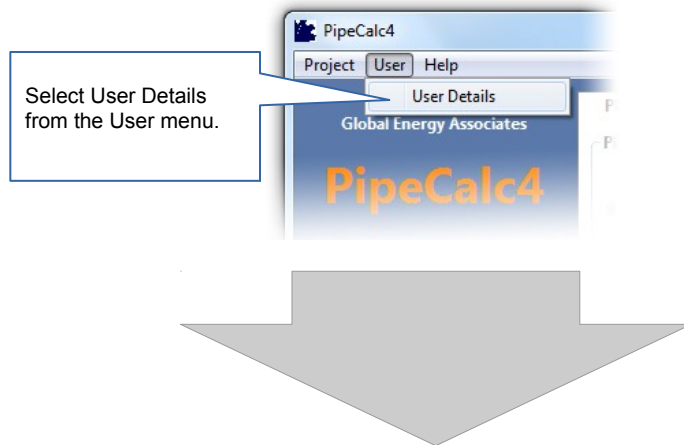 PipeCalc4
Project User Help
Select User Details
from the User menu.
User Details
Global Energy Associates
PipeCalc4